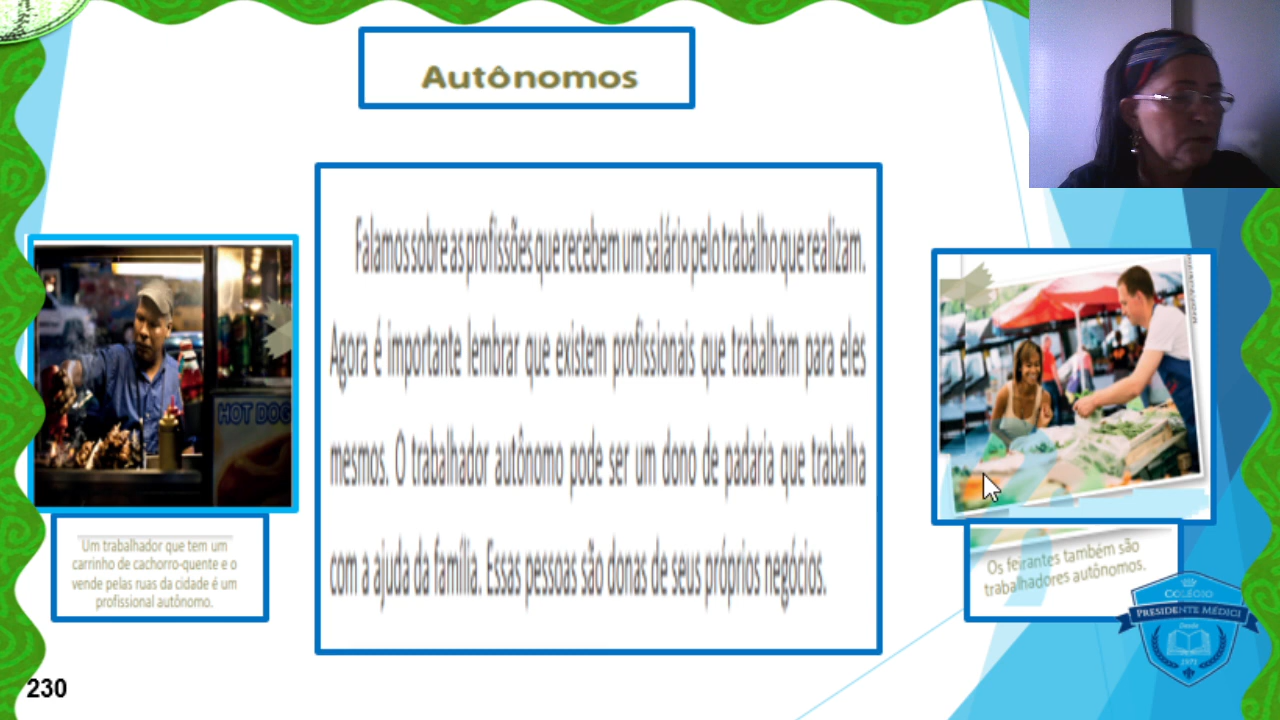 Autônomos
Falamos sobre as profissões que recebem um salário pelo trabalho que realizam.
Agora é importante lembrar que existem profissionais que trabalham para eles
mesmos. O trabalhador autônomo pode ser um dono de padaria que trabalha
com a ajuda da família. Essas pessoas são donas de seus próprios negócios.
HOT DOG
Um trabalhador que tem um
carrinho de cachorro-quente e o
vende pelas ruas da cidade é um
profissional autônomo.
Os feirantes também são
trabalhadores autônomos.
COLÉGIO
PRESIDENTE MÉDICI
Desde
1971
230